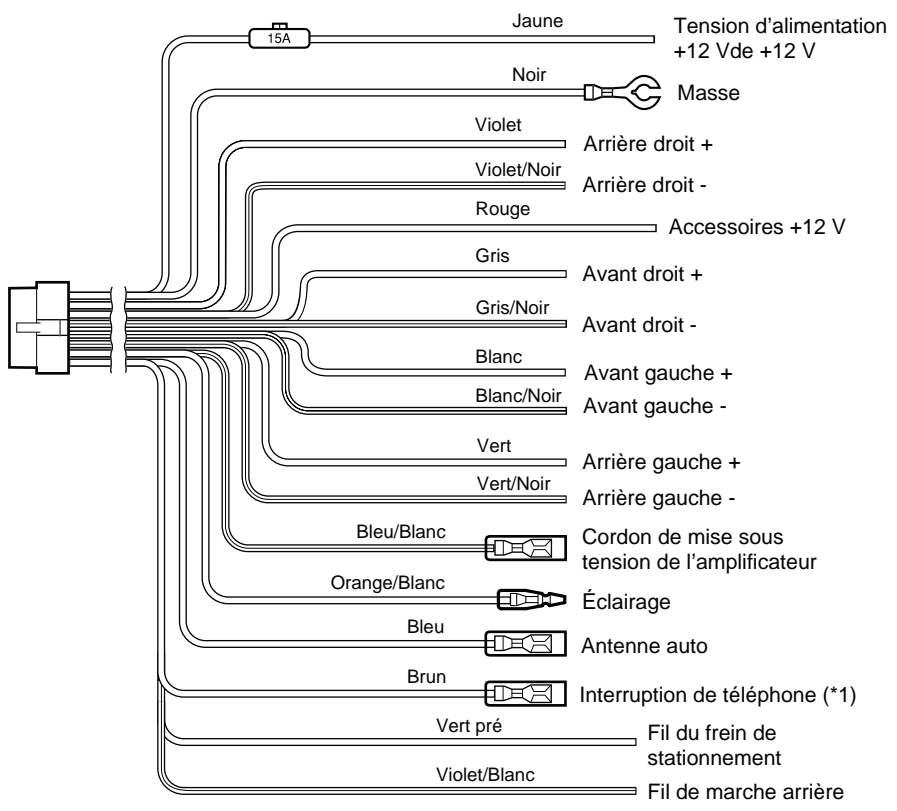 Jaune
15A
Tension d’alimentation
+12 Vde +12 V
Noir
Masse
Violet
Arrière droit +
Violet/Noir
Arrière droit -
Rouge
Accessoires +12 V
Gris
Avant droit +
Gris/Noir
Avant droit -
Blanc
Avant gauche +
Blanc/Noir
Avant gauche -
Vert
Arrière gauche +
Vert/Noir
Arrière gauche -
Bleu/Blanc
Cordon de mise sous
tension de l’amplificateur
Orange/Blanc
Éclairage
Bleu
Antenne auto
Brun
Interruption de téléphone (*1)
Vert pré
Fil du frein de
stationnement
Violet/Blanc
Fil de marche arrière